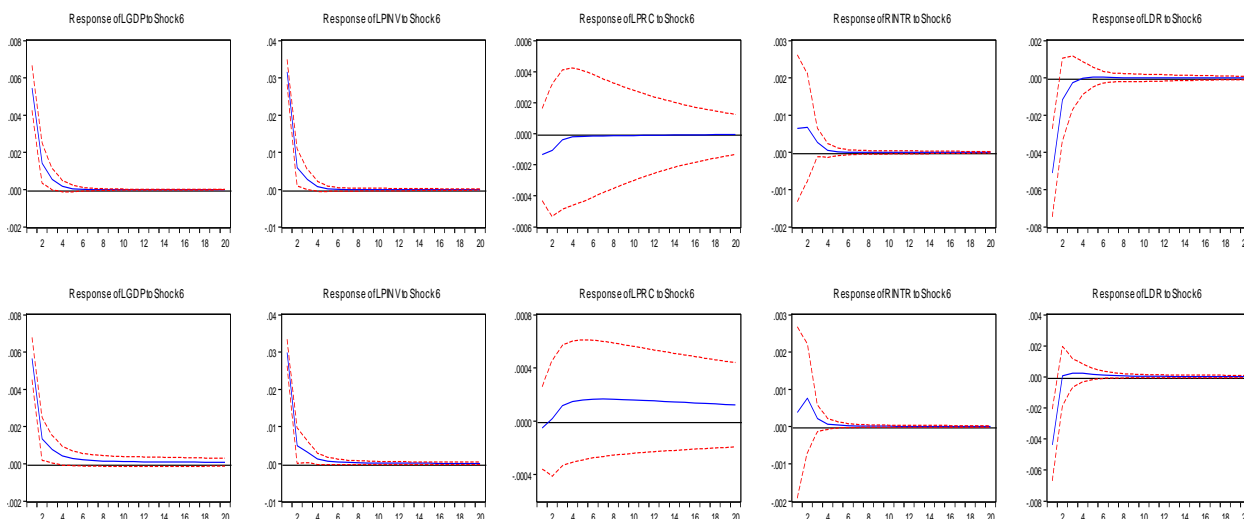 Response of LGDP to Shock6 Response of LPINV to Shock6 Response of LPRC to Shock6 Response of RINTR to Shock6 Response of LDR to Shock6
.008 .04 .0006 .003 .002
.006 .03 .0004 .002 .000
.004 .02 .0002 .001 -.002
.002 .01 .0000 .000 -.004
.000 .00 -.0002 -.001 -.006
-.002 -.01 -.0004 -.002 -.008
-.0006
2 4 6 8 10 12 14 16 18 20 2 4 6 8 10 12 14 16 18 20 2 4 6 8 10 12 14 16 18 20 2 4 6 8 10 12 14 16 18 20 2 4 6 8 10 12 14 16 18
Response of LGDP to Shock6 Response of LPINV to Shock6 Response of LPRC to Shock6 Response of RINTR to Shock6 Response of LDR to Shock6
.008 .04 .0008 .003 .004
.006 .03 .0004 .002 .002
.004 .02 .0000 .001 .000
.002 .01 -.0004 .000 -.002
.000 .00 -.001 -.004
-.002 -.01 -.002 -.006
-.008
2 4 6 8 10 12 14 16 18 20 2 4 6 8 10 12 14 16 18 20 2 4 6 8 10 12 14 16 18 20 2 4 6 8 10 12 14 16 18 20 2 4 6 8 10 12 14 16 18